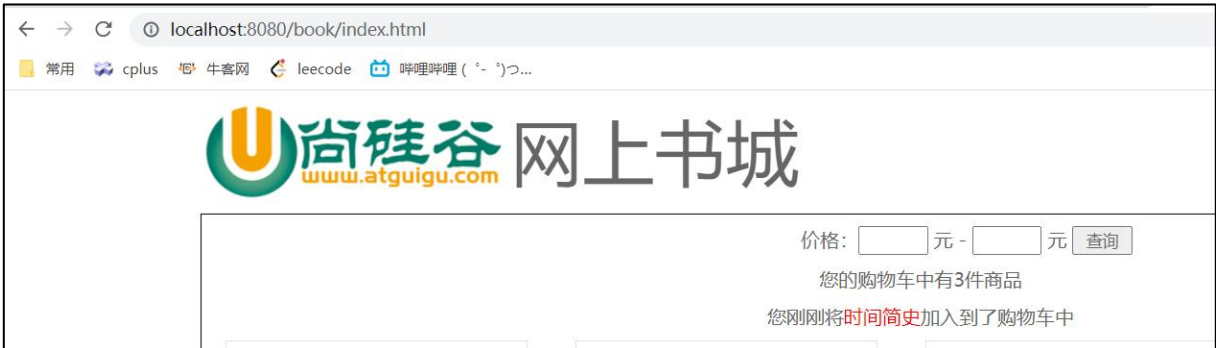 localhost:8080/book/index.html
常用 cplus 牛客网 leecode 哔哩哔哩 ( ゜- ゜)つ...
尚硅谷 网上书城
www.atguigu.com
价格： 元 - 元 查询
您的购物车中有3件商品
您刚刚将时间简史加入到了购物车中